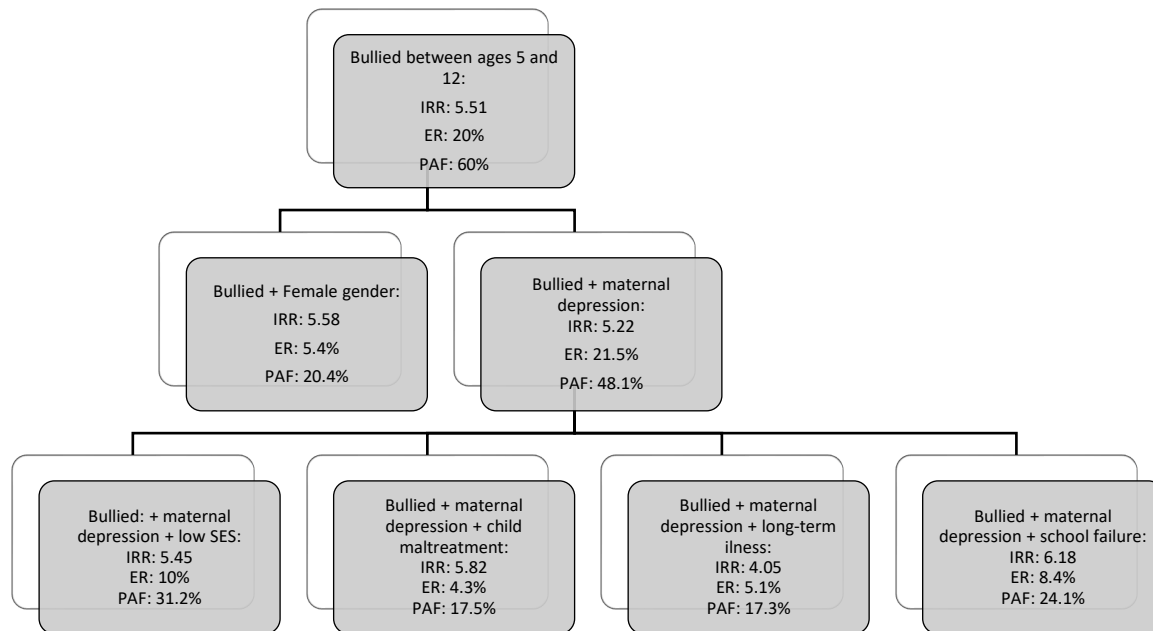 Bullied between ages 5 and
12:
IRR: 5.51
ER: 20%
PAF: 60%
Bullied + Female gender:
IRR: 5.58
ER: 5.4%
PAF: 20.4%
Bullied + maternal
depression:
IRR: 5.22
ER: 21.5%
PAF: 48.1%
Bullied: + maternal
depression + low SES:
IRR: 5.45
ER: 10%
PAF: 31.2%
Bullied + maternal
depression + child
maltreatment:
IRR: 5.82
ER: 4.3%
PAF: 17.5%
Bullied + maternal
depression + long-term
ilness:
IRR: 4.05
ER: 5.1%
PAF: 17.3%
Bullied + maternal
depression + school failure:
IRR: 6.18
ER: 8.4%
PAF: 24.1%